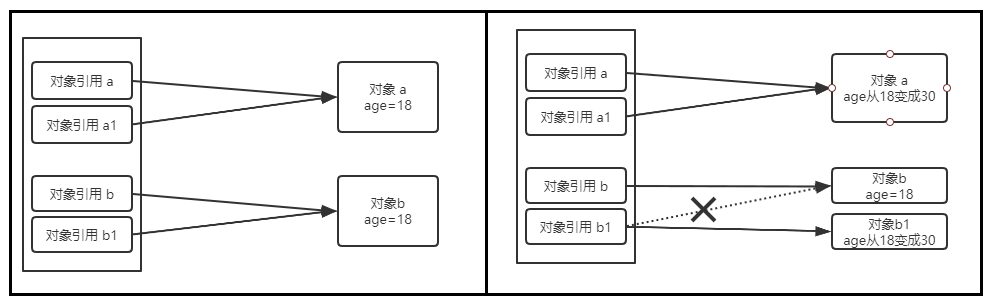 对象引用 a
对象引用 a1
对象 a
age=18
对象引用 b
对象引用 b1
对象b
age=18
对象引用 a
对象引用 a1
对象 a
age从18变成30
对象引用 b
对象引用 b1
对象b
age=18
对象b1
age从18变成30